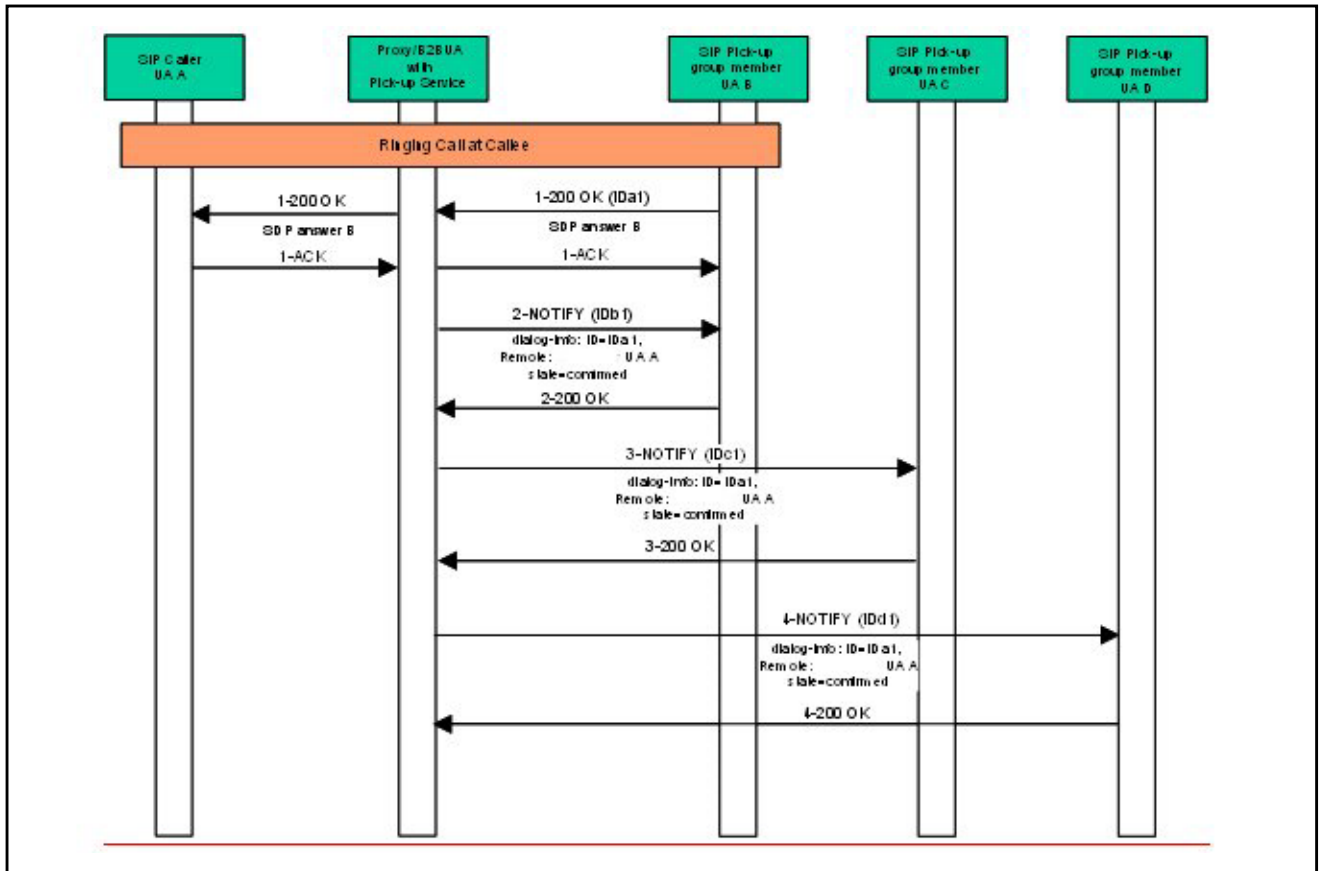 SIP Caller
UA A
Proxy/B2BUA
with
Pick-up Service
SIP Pick-up
group member
UA B
SIP Pick-up
group member
UA C
SIP Pick-up
group member
UA D
Ringing Call at Callee
1-200 OK
SDP answer B
1-ACK
1-200 OK (IDa1)
SDP answer B
1-ACK
2-NOTIFY (IDb1)
dialog-info: ID=IDa1,
Remote: UA A
state=confirmed
2-200 OK
3-NOTIFY (IDc1)
dialog-info: ID=IDa1,
Remote: UA A
state=confirmed
3-200 OK
4-NOTIFY (IDd1)
dialog-info: ID=IDa1,
Remote: UA A
state=confirmed
4-200 OK